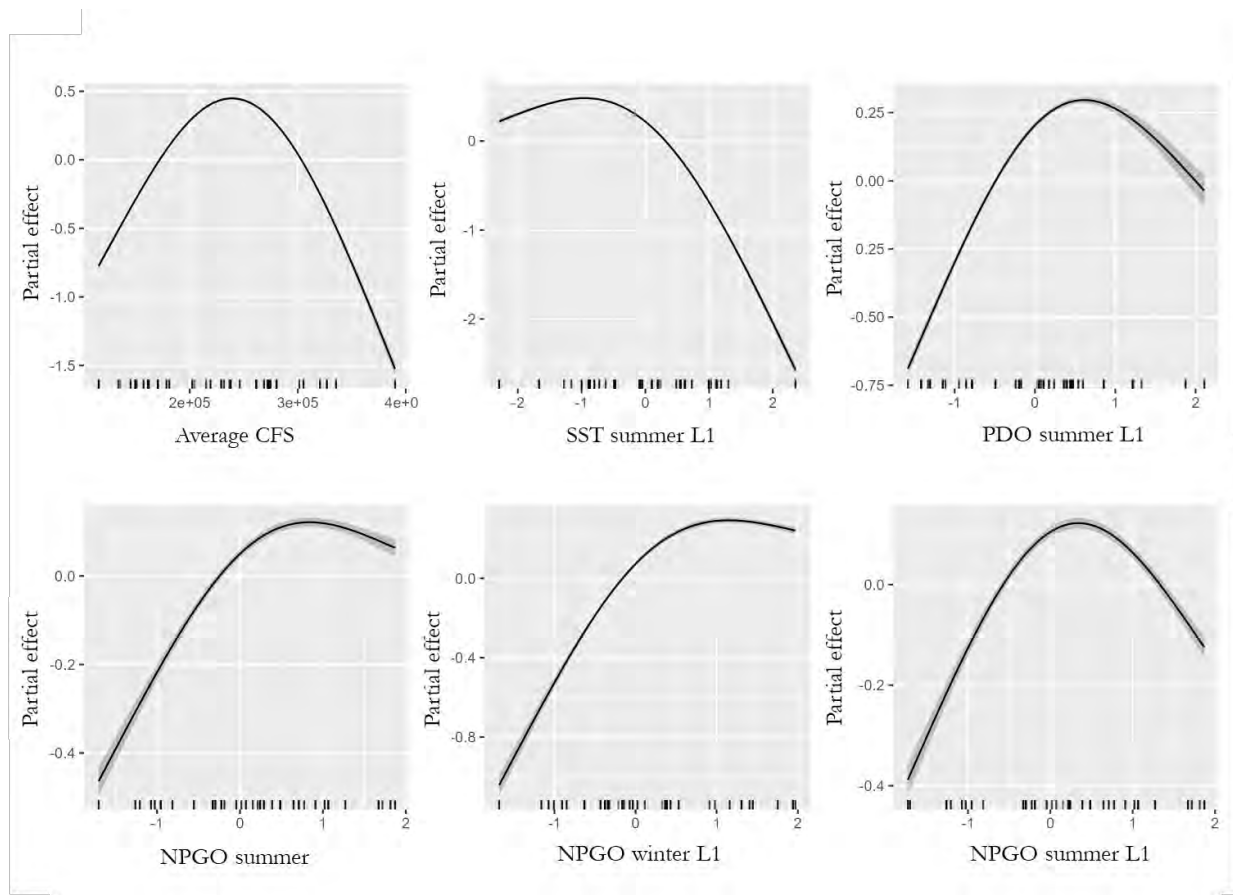 0.5
0.0
-0.5
-1.0
-1.5
Partial effect
2e+05
3e+05
4e+0
Average CFS
0
-1
-2
Partial effect
-2
-1
0
1
2
SST summer L1
0.25
0.00
0.25
-0.50
-0.75
Partial effect
-1
0
1
2
PDO summer L1
0.0
-0.2
-0.4
Partial effect
-1
0
1
2
NPGO summer
0.0
-0.4
-0.8
Partial effect
-1
0
1
2
NPGO winter L1
0.0
-0.2
-0.4
Partial effect
-1
0
1
2
NPGO summer L1